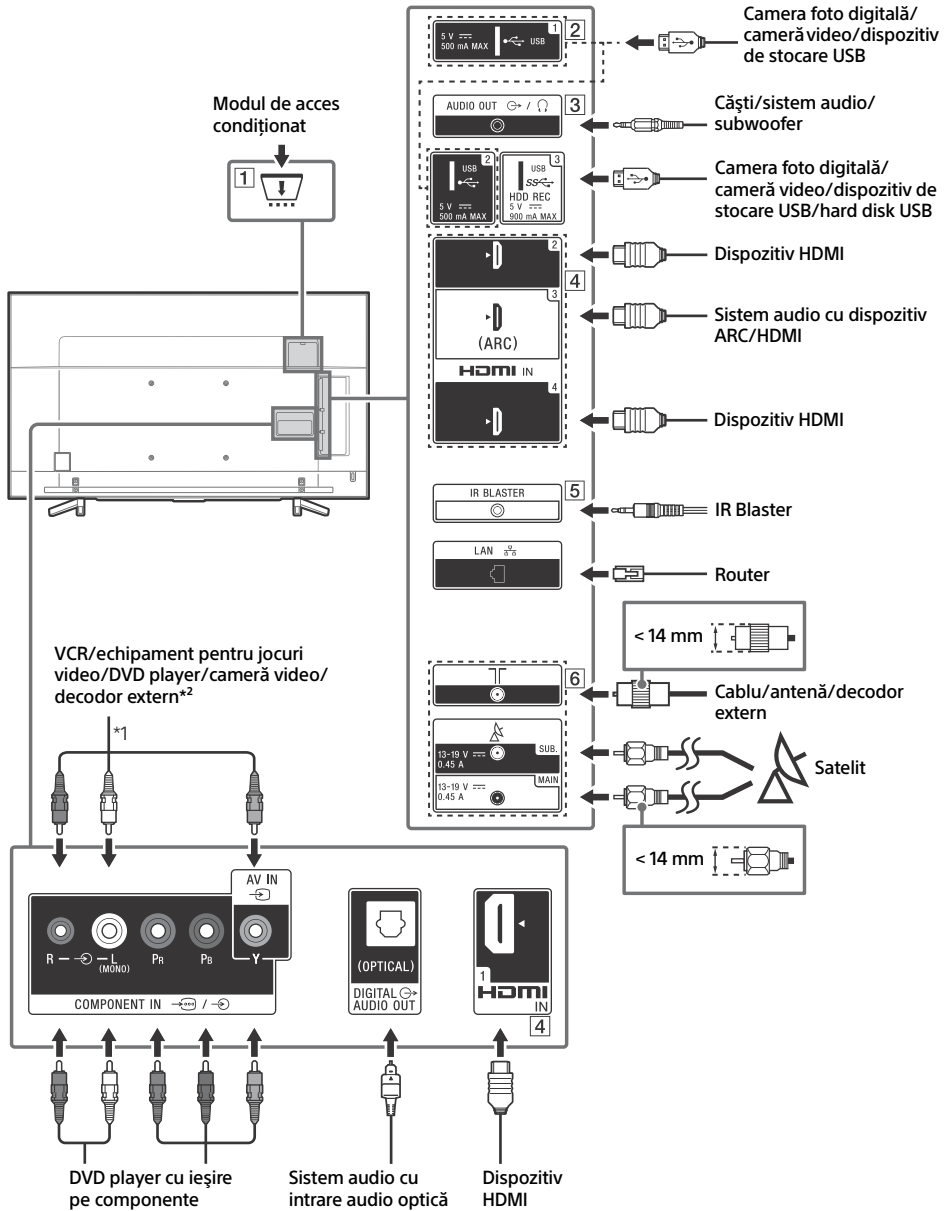 5 V
500 mA MAX
USB
1
2
Camera foto digitală/
cameră video/dispozitiv
de stocare USB
Modul de acces
condiționat
1
AUDIO OUT /
3
Căști/sistem audio/
subwoofer
2
USB
5 V
500 mA MAX
3
USB
SS
HDD REC
5 V
900 mA MAX
Camera foto digitală/
cameră video/dispozitiv de
stocare USB/hard disk USB
2
4
Dispozitiv HDMI
3
(ARC)
HDMI IN
Sistem audio cu dispozitiv
ARC/HDMI
4
Dispozitiv HDMI
IR BLASTER
5
IR Blaster
LAN
Router
< 14 mm
6
Cablu/antenă/decodor
extern
13-19 V
0.45 A
SUB.
13-19 V
0.45 A
MAIN
Satelit
< 14 mm
VCR/echipament pentru jocuri
video/DVD player/cameră video/
decodor extern*2
*1
AV IN
R — — L
(MONO)
PR
PB
Y
COMPONENT IN /
(OPTICAL)
DIGITAL
AUDIO OUT
1
HDMI
IN
4
DVD player cu ieșire
pe componente
Sistem audio cu
intrare audio optică
Dispozitiv
HDMI